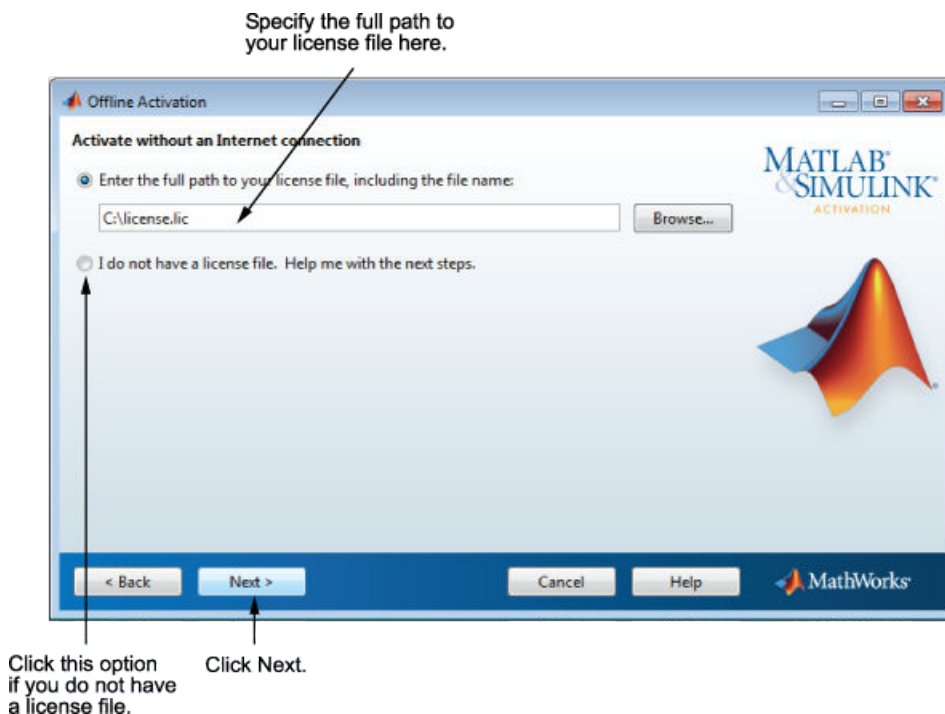 Specify the full path to
your license file here.
Offline Activation
Activate without an Internet connection
MATLAB®
&SIMULINK®
ACTIVATION
Enter the full path to your license file, including the file name:
C:\license.lic
Browse...
I do not have a license file. Help me with the next steps.
®
< Back
Next >
Cancel
Help
MathWorks®
Click this option
if you do not have
a license file.
Click Next.